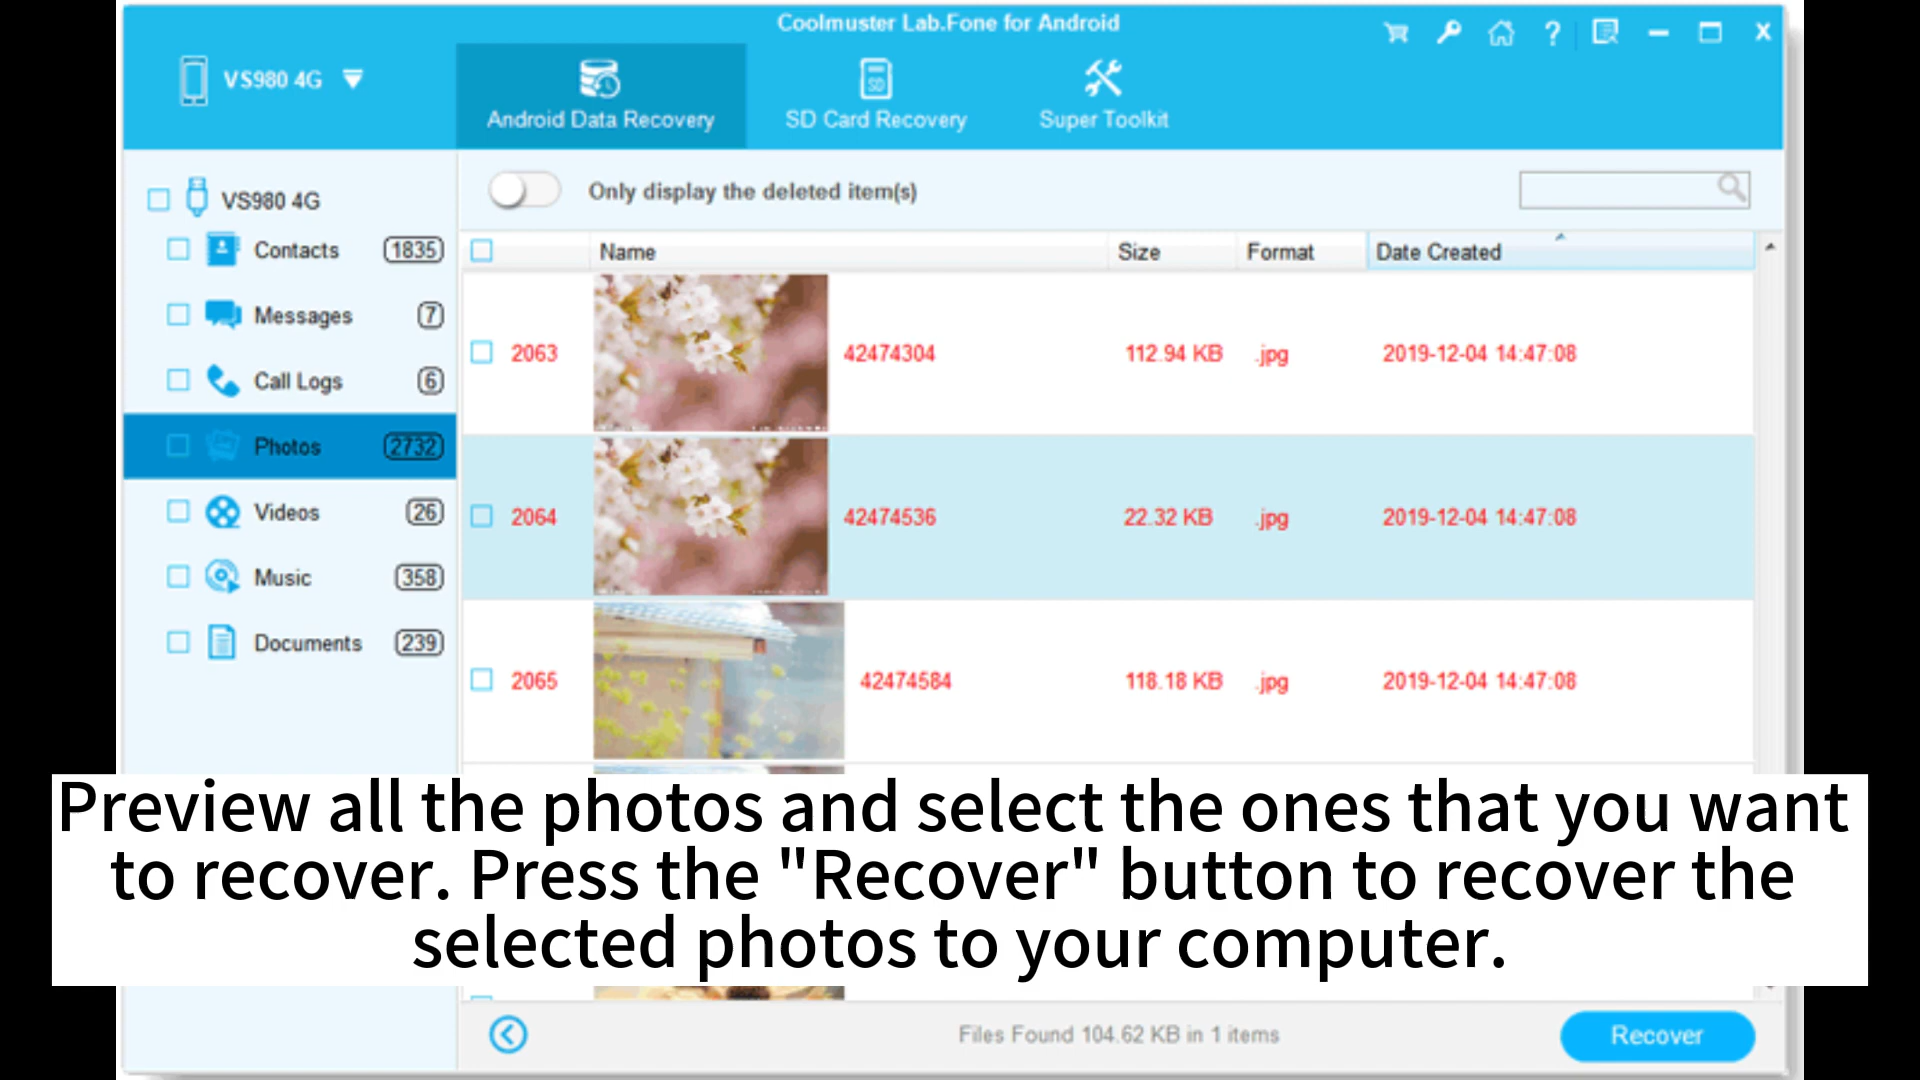 Coolmuster Lab.Fone for Android
VS980 4G
Android Data Recovery
SD
SD Card Recovery
Super Toolkit
?
X
VS980 4G
Only display the deleted item(s)
Contacts 1835
Name Size Format Date Created
Messages 7
2063 42474304 112.94 KB .jpg 2019-12-04 14:47:08
Call Logs 6
Photos 2732
Videos 26
2064 42474536 22.32 KB .jpg 2019-12-04 14:47:08
Music 358
Documents 239
2065 42474584 118.18 KB .jpg 2019-12-04 14:47:08
Preview all the photos and select the ones that you want
to recover. Press the "Recover" button to recover the
selected photos to your computer.
Files Found 104.62 KB in 1 items
Recover